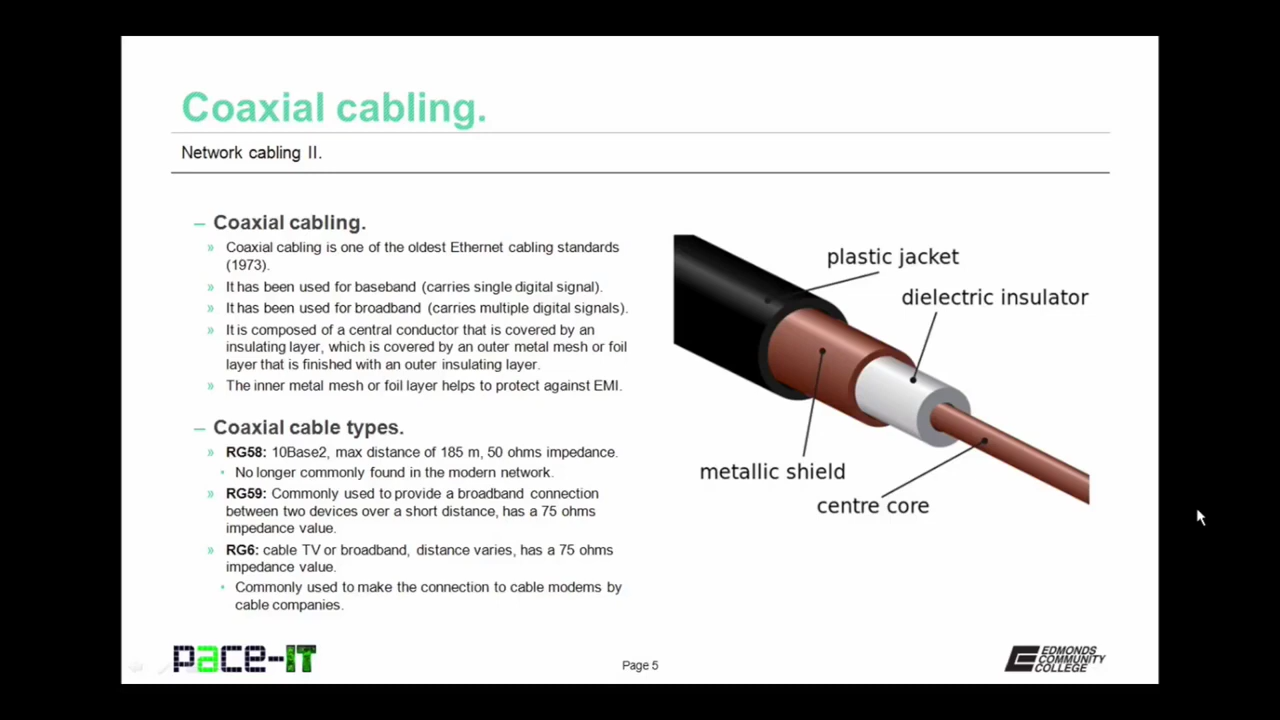 Coaxial cabling.
Network cabling II.
– Coaxial cabling.
» Coaxial cabling is one of the oldest Ethernet cabling standards
(1973).
» It has been used for baseband (carries single digital signal).
» It has been used for broadband (carries multiple digital signals).
» It is composed of a central conductor that is covered by an
insulating layer, which is covered by an outer metal mesh or foil
layer that is finished with an outer insulating layer.
» The inner metal mesh or foil layer helps to protect against EMI.
– Coaxial cable types.
» RG58: 10Base2, max distance of 185 m, 50 ohms impedance.
• No longer commonly found in the modern network.
» RG59: Commonly used to provide a broadband connection
between two devices over a short distance, has a 75 ohms
impedance value.
» RG6: cable TV or broadband, distance varies, has a 75 ohms
impedance value.
• Commonly used to make the connection to cable modems by
cable companies.
plastic jacket
dielectric insulator
metallic shield
centre core
pace-IT
Page 5
EDMONDS
COMMUNITY
COLLEGE